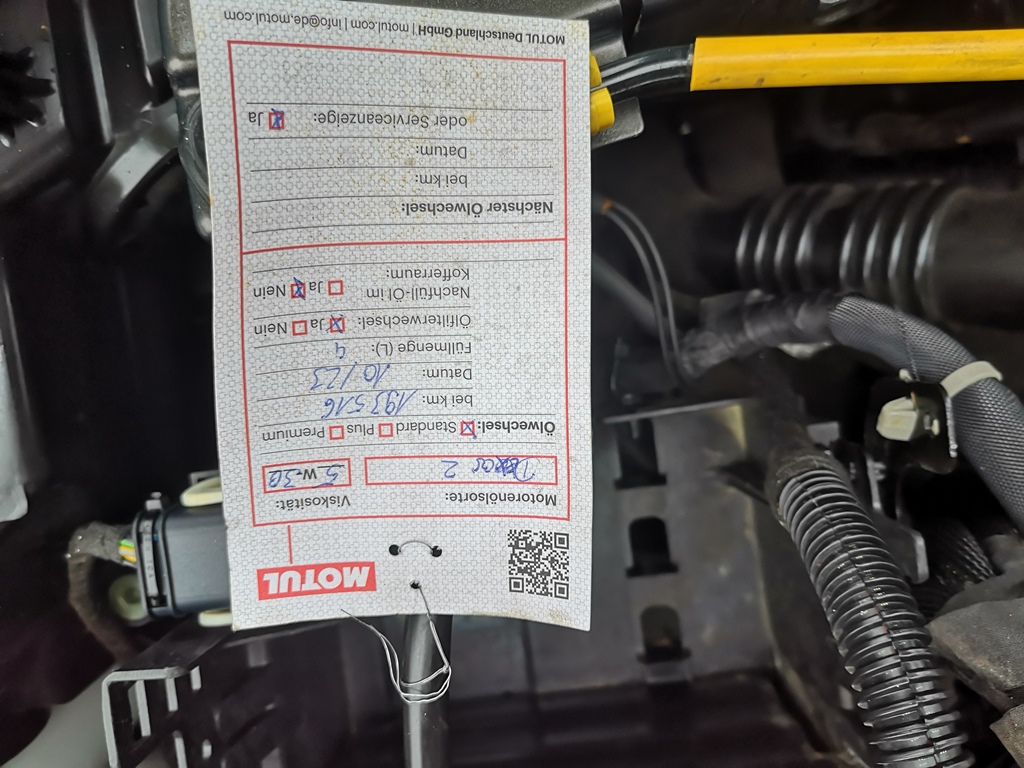 MOTUL
Motorenölsorte: Viskosität:
Dexos 2 5 W-30
Ölwechsel: Standard Plus Premium
bei km: 193516
Datum: 10/23
Füllmenge (L): 4
Ölfilterwechsel: Ja Nein
Nachfüll-Öl im
Kofferraum: Ja Nein
Nächster Ölwechsel:
bei km:
Datum:
oder Serviceanzeige: Ja
MOTUL Deutschland GmbH | motul.com | info@de.motul.com